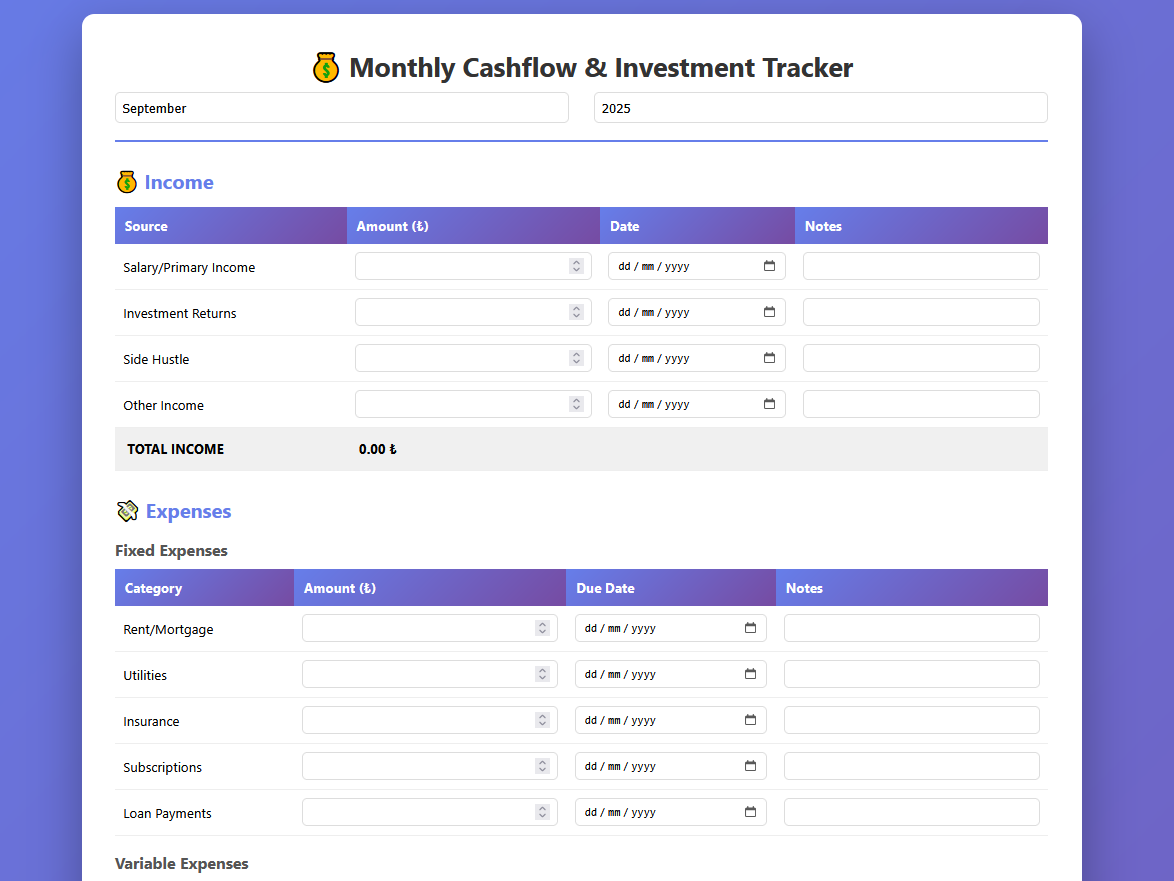 Monthly Cashflow & Investment Tracker
September 2025
Income
Source Amount (₺) Date Notes
Salary/Primary Income dd / mm / yyyy
Investment Returns dd / mm / yyyy
Side Hustle dd / mm / yyyy
Other Income dd / mm / yyyy
TOTAL INCOME 0.00 ₺
Expenses
Fixed Expenses
Category Amount (₺) Due Date Notes
Rent/Mortgage dd / mm / yyyy
Utilities dd / mm / yyyy
Insurance dd / mm / yyyy
Subscriptions dd / mm / yyyy
Loan Payments dd / mm / yyyy
Variable Expenses